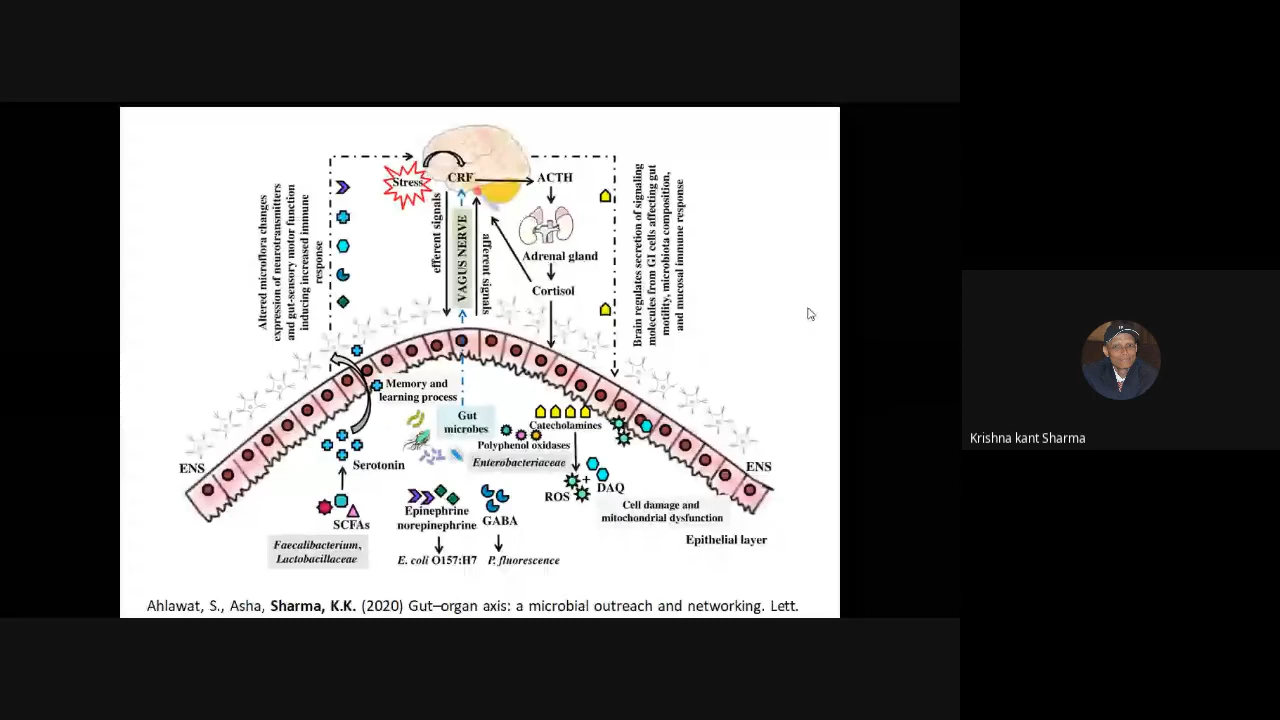 Stress
CRF
ACTH
efferent signals
VAGUS NERVE
afferent signals
Adrenal gland
Cortisol
Altered microflora changes
expression of neurotransmitters
and gut-sensory motor function
inducing increased immune
response
Brain regulates secretion of signaling
molecules from GI cells affecting gut
motility, microbiota composition,
and mucosal immune response
Memory and
learning process
Gut
microbes
Catecholamines
Polyphenol oxidases
Enterobacteriaceae
ENS
Serotonin
ENS
ROS
+
DAQ
SCFAs
Epinephrine
norepinephrine
GABA
Cell damage and
mitochondrial dysfunction
Epithelial layer
Faecalibacterium,
Lactobacillaceae
E. coli O157:H7
P. fluorescence
Ahlawat, S., Asha, Sharma, K.K. (2020) Gut–organ axis: a microbial outreach and networking. Lett.
Krishna kant Sharma